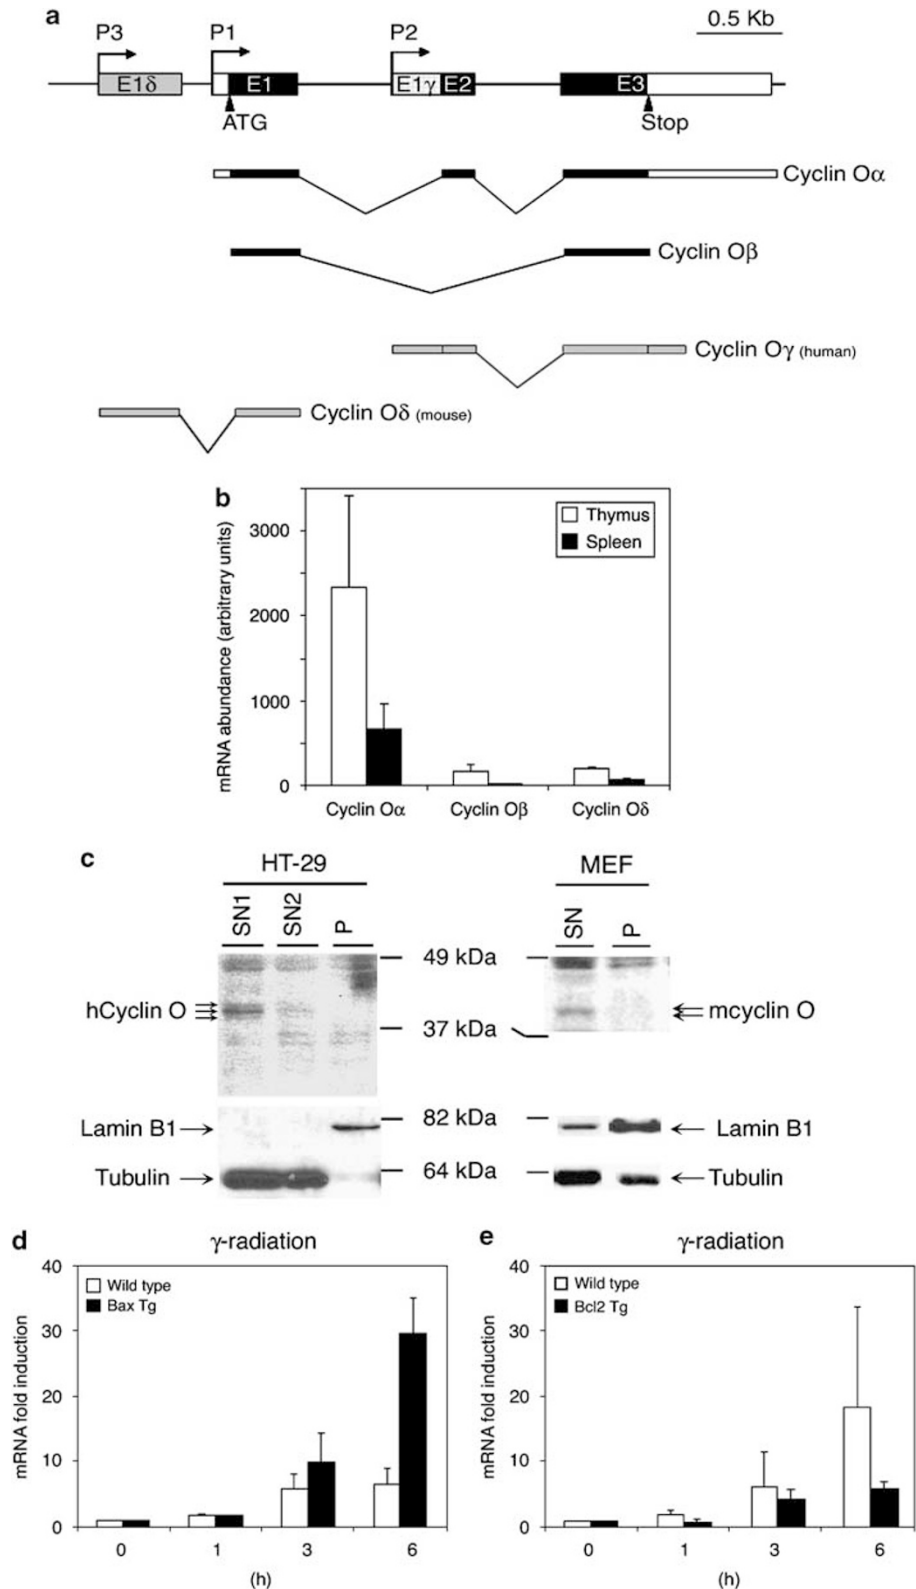 a
0.5 Kb
P3 P1 P2
E1δ E1 E1γ E2 E3
ATG Stop
Cyclin Oα
Cyclin Oβ
Cyclin Oγ (human)
Cyclin Oδ (mouse)
b
mRNA abundance (arbitrary units)
3000
2000
1000
0
Thymus
Spleen
Cyclin Oα Cyclin Oβ Cyclin Oδ
c
HT-29 MEF
SN1 SN2 P SN P
49 kDa
hCyclin O mcyclin O
37 kDa
82 kDa
Lamin B1 Lamin B1
64 kDa
Tubulin Tubulin
d
γ-radiation
mRNA fold induction
40
30
20
10
0
Wild type
Bax Tg
0 1 3 6
(h)
e
γ-radiation
mRNA fold induction
40
30
20
10
0
Wild type
Bcl2 Tg
0 1 3 6
(h)